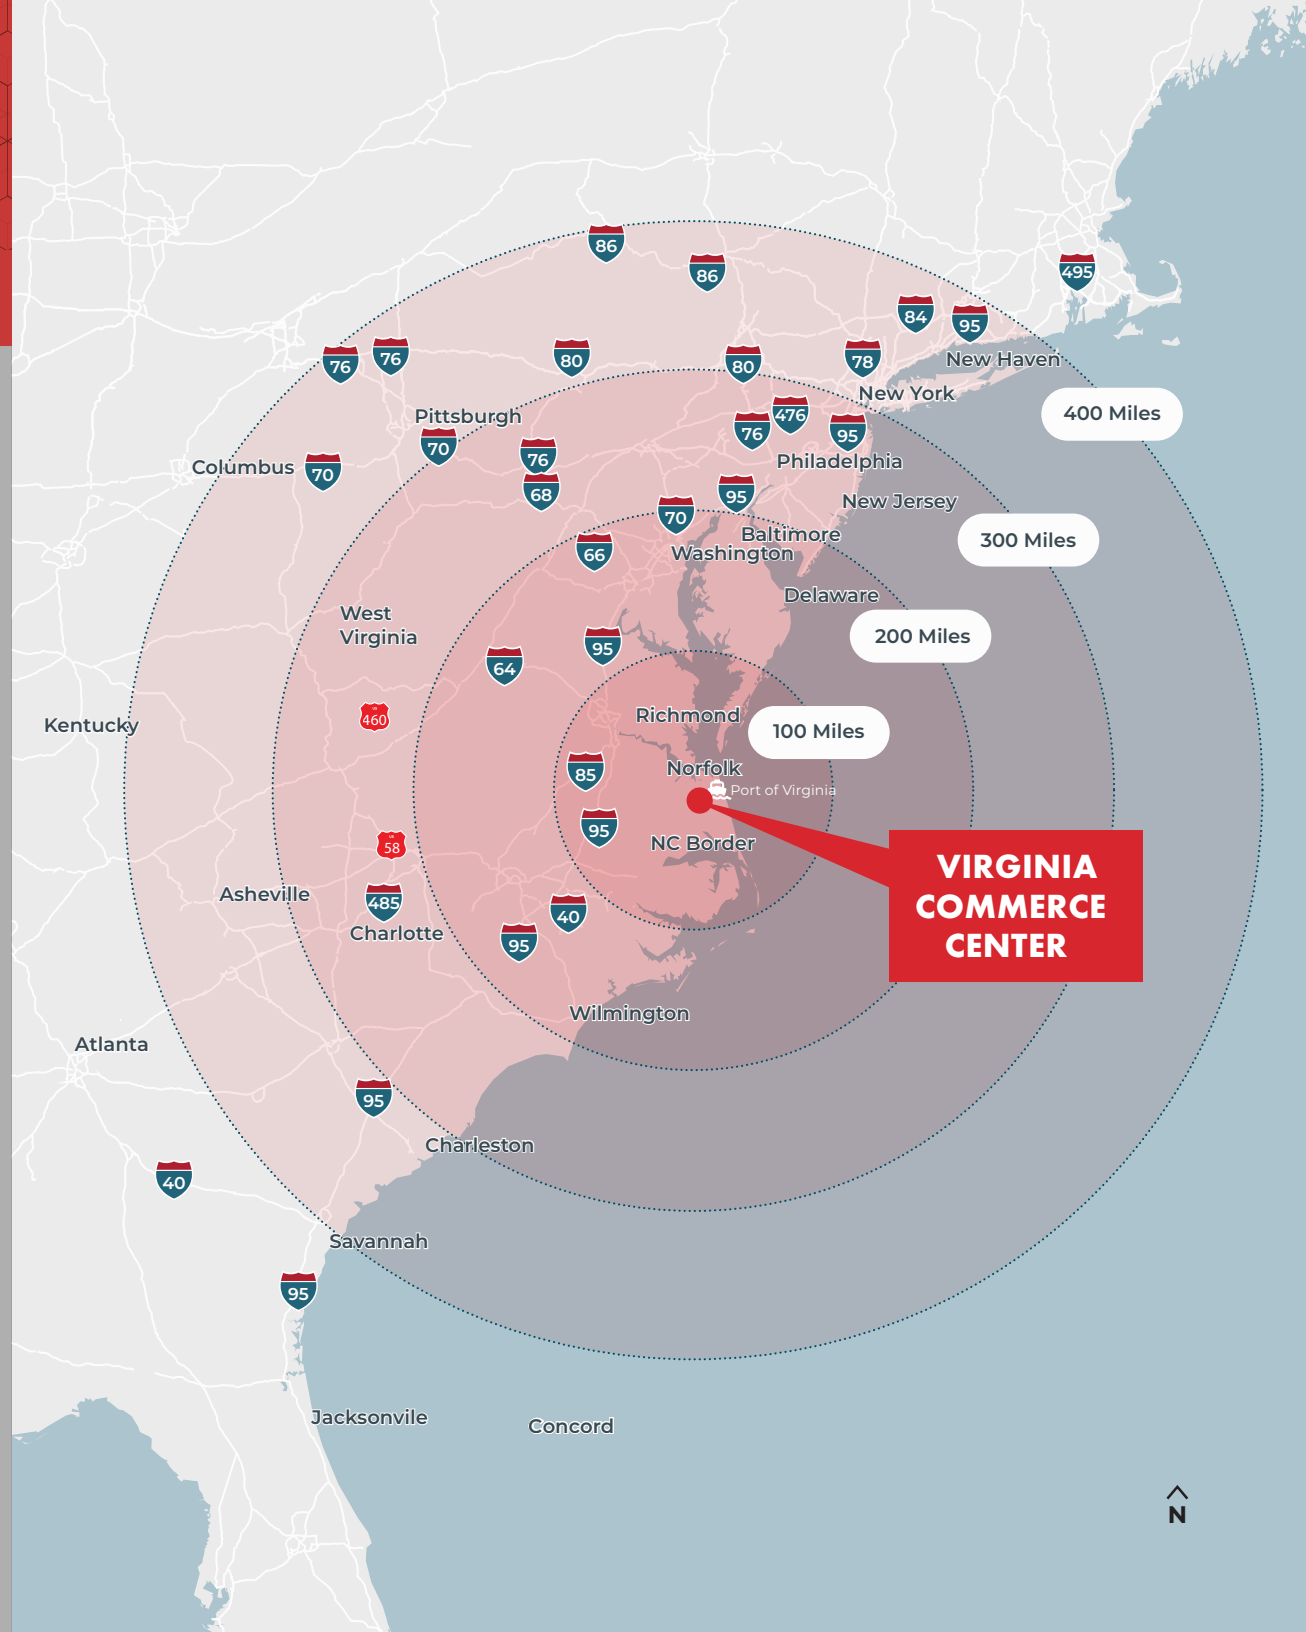 86
86
495
84
95
76
76
80
80
78
New Haven
New York
400 Miles
Pittsburgh
476
76
95
70
76
Columbus
70
Philadelphia
68
95
New Jersey
70
Baltimore
300 Miles
66
Washington
Delaware
West
Virginia
200 Miles
95
64
US
460
Richmond
Kentucky
100 Miles
Norfolk
85
Port of Virginia
95
US
58
NC Border
VIRGINIA
COMMERCE
CENTER
Asheville
485
40
Charlotte
95
Wilmington
Atlanta
95
Charleston
40
Savannah
95
Jacksonvile
Concord
N